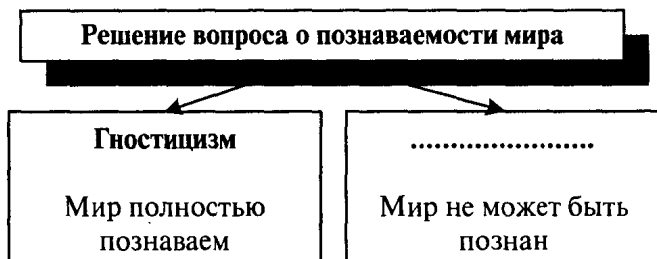 Решение вопроса о познаваемости мира
Гностицизм
Мир полностью
познаваем
........................
Мир не может быть
познан